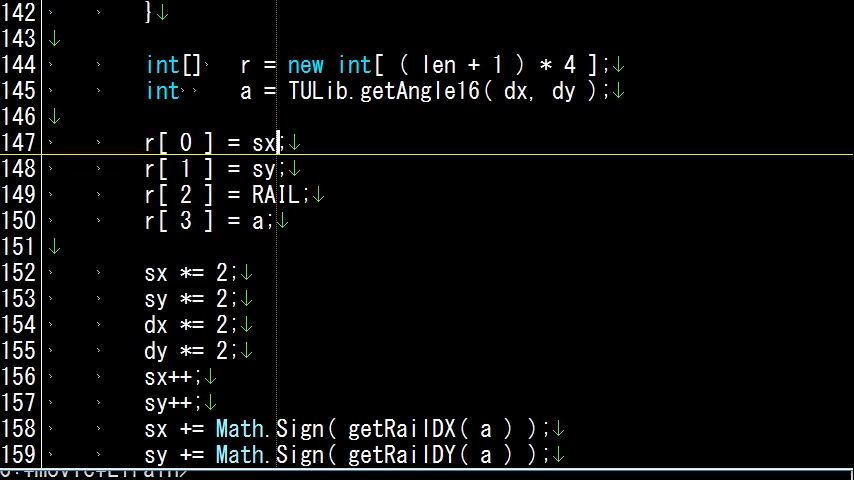 142 }↓
143 ↓
144 int[] r = new int[ ( len + 1 ) * 4 ];↓
145 int a = TULib.getAngle16( dx, dy );↓
146 ↓
147 r[ 0 ] = sx;↓
148 r[ 1 ] = sy;↓
149 r[ 2 ] = RAIL;↓
150 r[ 3 ] = a;↓
151 ↓
152 sx *= 2;↓
153 sy *= 2;↓
154 dx *= 2;↓
155 dy *= 2;↓
156 sx++;↓
157 sy++;↓
158 sx += Math.Sign( getRailDX( a ) );↓
159 sy += Math.Sign( getRailDY( a ) );↓